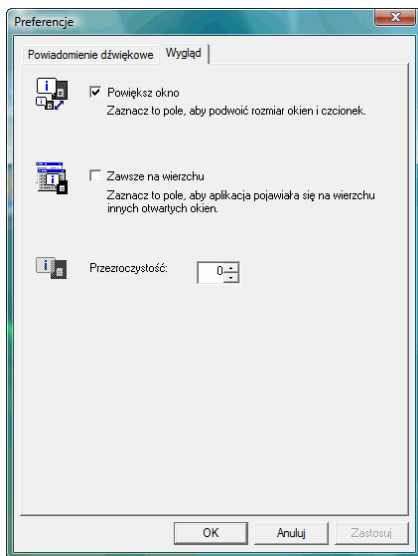 Preferencje
Powiadomienie dźwiękowe Wygląd
Powiększ okno
Zaznacz to pole, aby podwoić rozmiar okien i czcionek.
Zawsze na wierzchu
Zaznacz to pole, aby aplikacja pojawiała się na wierzchu
innych otwartych okien.
Przezroczystość: 0
OK Anuluj Zastosuj